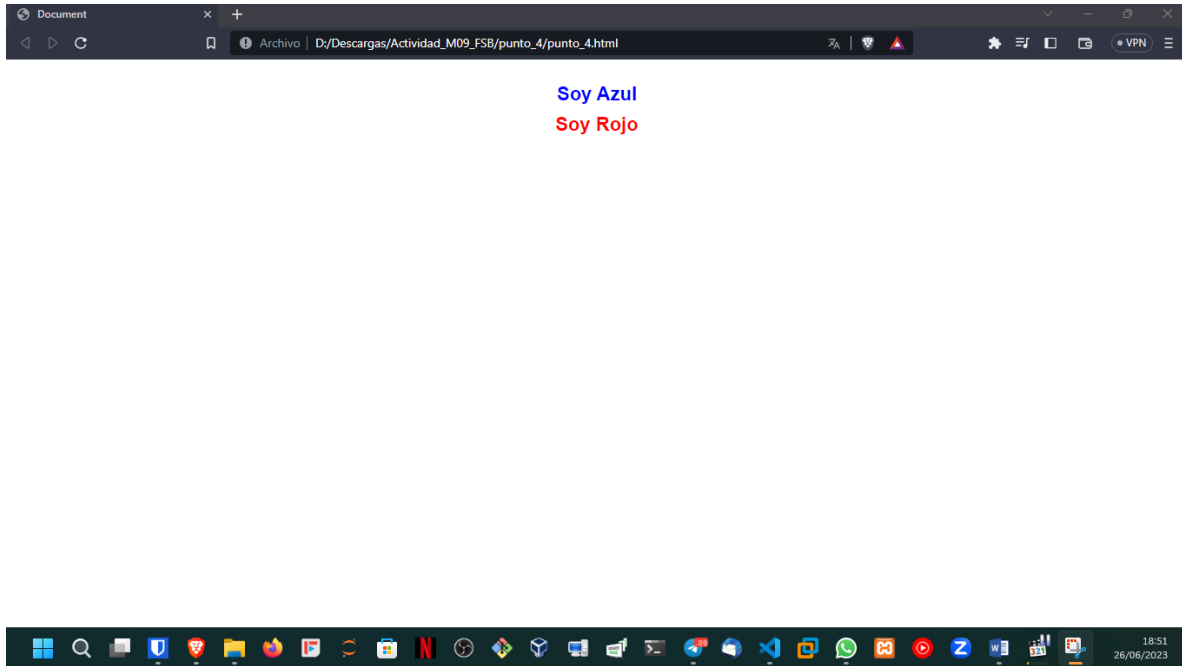 Document
Archivo D:/Descargas/Actividad_M09_FSB/punto_4/punto_4.html
VPN
Soy Azul
Soy Rojo
18:51
26/06/2023